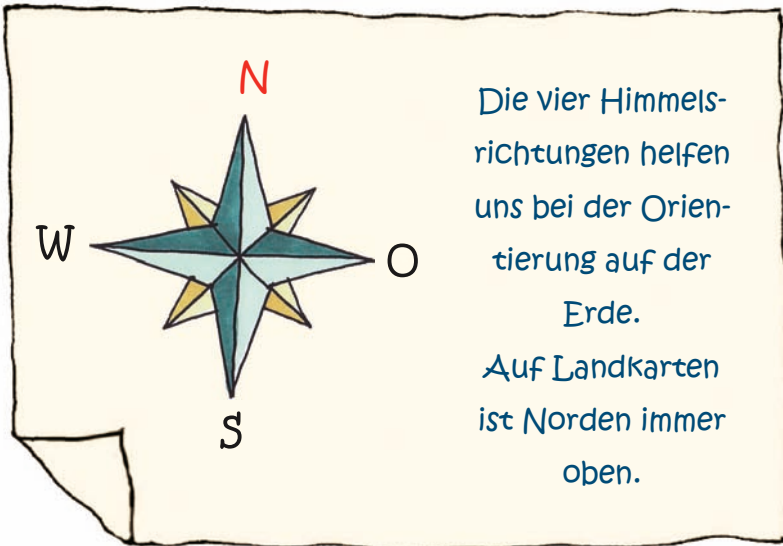 N
W
O
S
Die vier Himmels-
richtungen helfen
uns bei der Orien-
tierung auf der
Erde.
Auf Landkarten
ist Norden immer
oben.